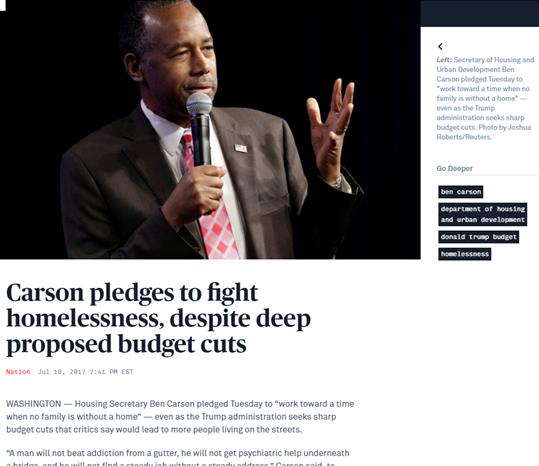 Left: Secretary of Housing and
Urban Development Ben
Carson pledged Tuesday to
"work toward a time when no
family is without a home" —
even as the Trump
administration seeks sharp
budget cuts. Photo by Joshua
Roberts/Reuters.
Go Deeper
ben carson
department of housing
and urban development
donald trump budget
homelessness
Carson pledges to fight
homelessness, despite deep
proposed budget cuts
Nation Jul 18, 2017 7:41 PM EST
WASHINGTON — Housing Secretary Ben Carson pledged Tuesday to "work toward a time
when no family is without a home" — even as the Trump administration seeks sharp
budget cuts that critics say would lead to more people living on the streets.
"A man will not beat addiction from a gutter, he will not get psychiatric help underneath
a bridge, and he will not find a steady job without a steady address," Carson said, to